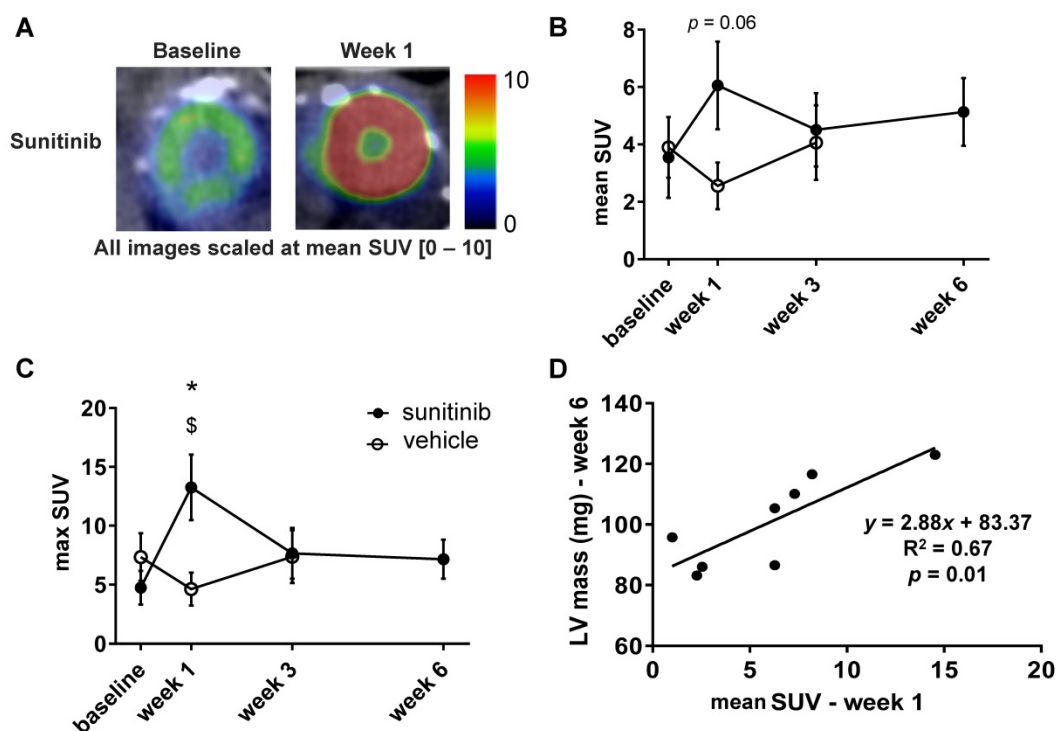 A
Baseline
Week 1
Sunitinib
10
0
All images scaled at mean SUV [0 – 10]
B
p = 0.06
mean SUV
8
6
4
2
0
baseline
week 1
week 3
week 6
C
*
$
sunitinib
vehicle
max SUV
20
15
10
5
0
baseline
week 1
week 3
week 6
D
LV mass (mg) - week 6
140
120
100
80
60
y = 2.88x + 83.37
R² = 0.67
p = 0.01
0
5
10
15
20
mean SUV - week 1